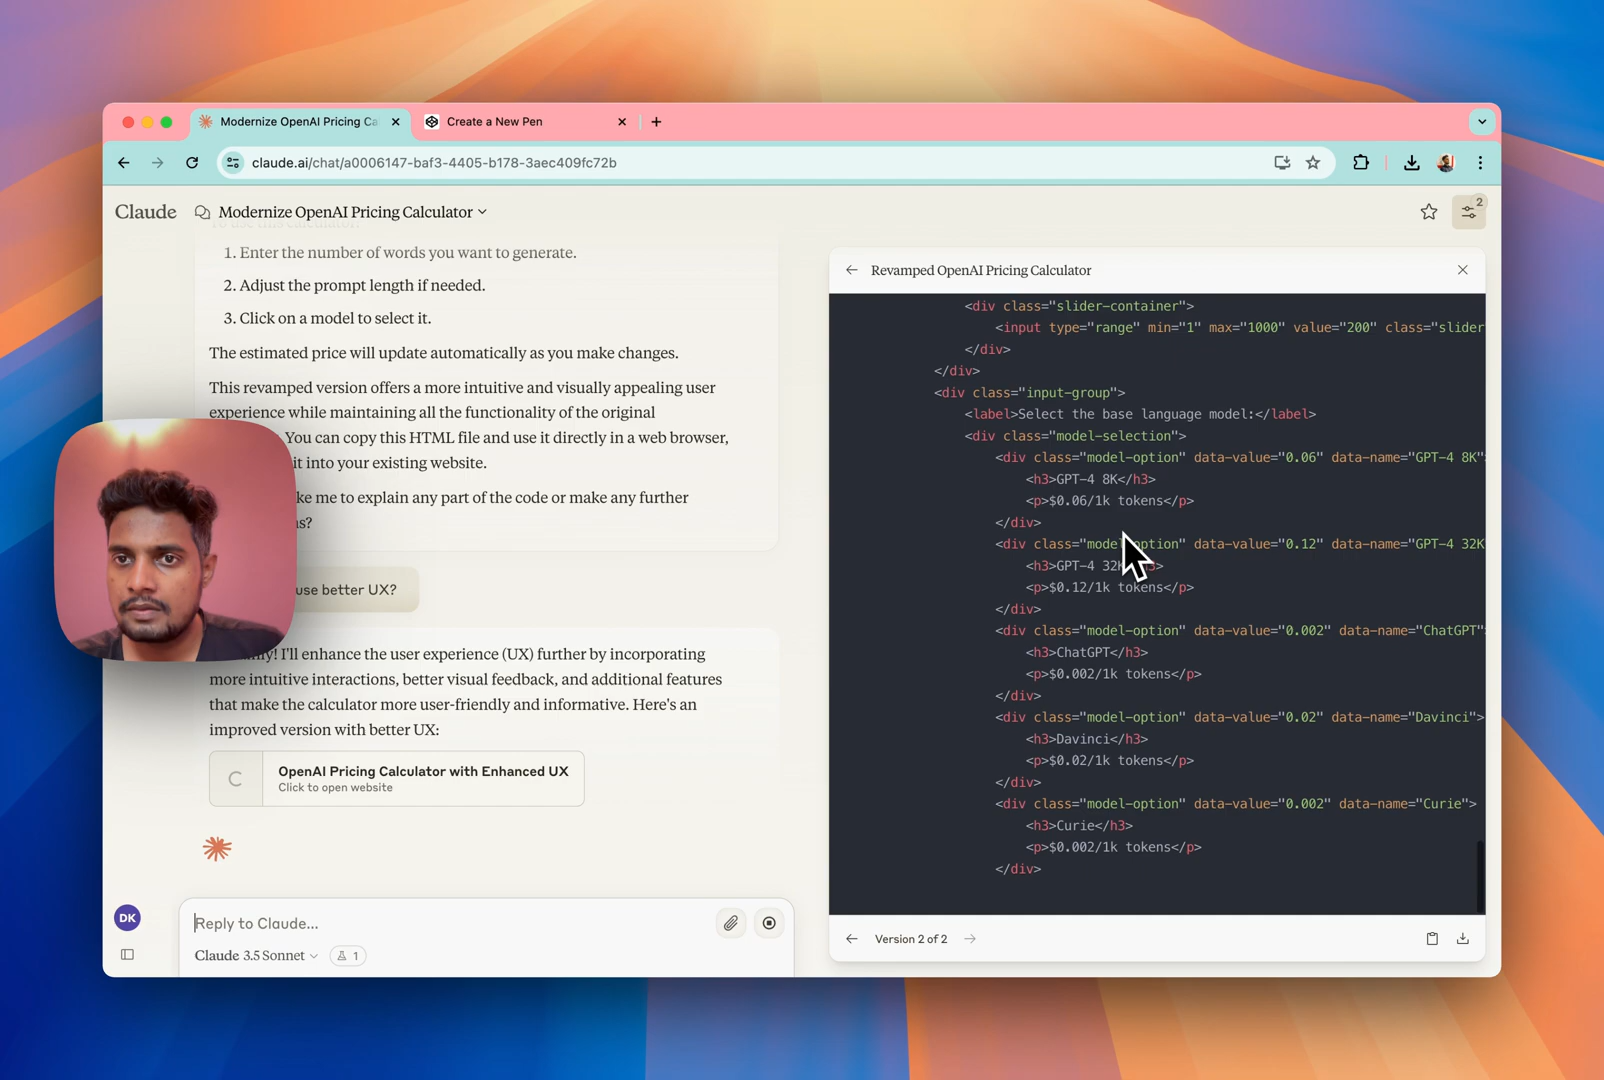 Modernize OpenAI Pricing Ca
Create a New Pen
claude.ai/chat/a0006147-baf3-4405-b178-3aec409fc72b
Claude
Modernize OpenAI Pricing Calculator
2
1. Enter the number of words you want to generate.
2. Adjust the prompt length if needed.
3. Click on a model to select it.
The estimated price will update automatically as you make changes.
This revamped version offers a more intuitive and visually appealing user
experience while maintaining all the functionality of the original
You can copy this HTML file and use it directly in a web browser,
it into your existing website.
me to explain any part of the code or make any further
use better UX?
I'll enhance the user experience (UX) further by incorporating
more intuitive interactions, better visual feedback, and additional features
that make the calculator more user-friendly and informative. Here's an
improved version with better UX:
OpenAI Pricing Calculator with Enhanced UX
Click to open website
DK
Reply to Claude...
Claude 3.5 Sonnet
1
Revamped OpenAI Pricing Calculator
<div class="slider-container">
<input type="range" min="1" max="1000" value="200" class="slider
</div>
</div>
<div class="input-group">
<label>Select the base language model:</label>
<div class="model-selection">
<div class="model-option" data-value="0.06" data-name="GPT-4 8K"
<h3>GPT-4 8K</h3>
<p>$0.06/1k tokens</p>
</div>
<div class="model-option" data-value="0.12" data-name="GPT-4 32K
<h3>GPT-4 32K</h3>
<p>$0.12/1k tokens</p>
</div>
<div class="model-option" data-value="0.002" data-name="ChatGPT"
<h3>ChatGPT</h3>
<p>$0.002/1k tokens</p>
</div>
<div class="model-option" data-value="0.02" data-name="Davinci">
<h3>Davinci</h3>
<p>$0.02/1k tokens</p>
</div>
<div class="model-option" data-value="0.002" data-name="Curie">
<h3>Curie</h3>
<p>$0.002/1k tokens</p>
</div>
Version 2 of 2